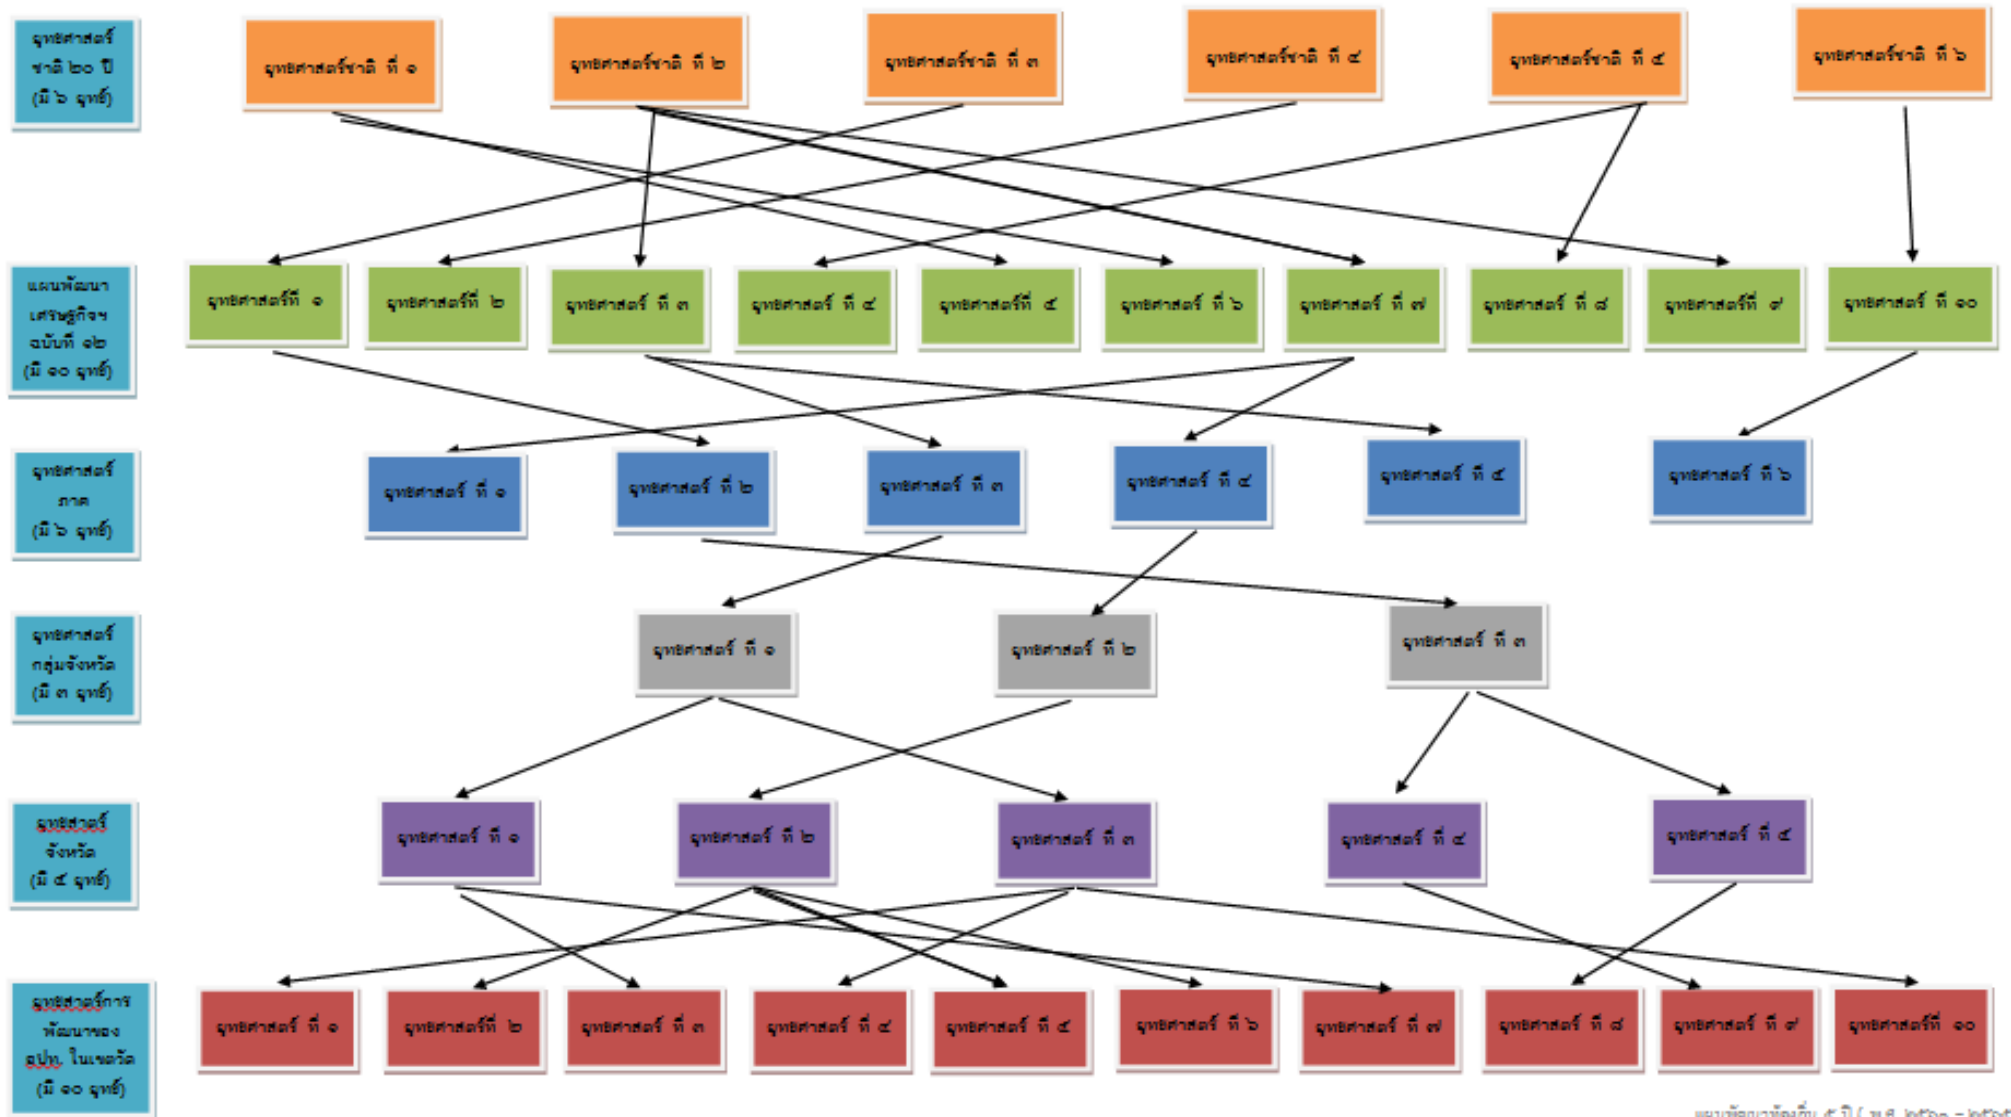 ยุทธศาสตร์
ชาติ ๒๐ ปี
(มี ๖ ยุทธ์)
ยุทธศาสตร์ชาติ ที่ ๑
ยุทธศาสตร์ชาติ ที่ ๒
ยุทธศาสตร์ชาติ ที่ ๓
ยุทธศาสตร์ชาติ ที่ ๔
ยุทธศาสตร์ชาติ ที่ ๕
ยุทธศาสตร์ชาติ ที่ ๖
แผนพัฒนา
เศรษฐกิจฯ
ฉบับที่ ๑๒
(มี ๑๐ ยุทธ์)
ยุทธศาสตร์ที่ ๑
ยุทธศาสตร์ที่ ๒
ยุทธศาสตร์ ที่ ๓
ยุทธศาสตร์ ที่ ๔
ยุทธศาสตร์ที่ ๕
ยุทธศาสตร์ ที่ ๖
ยุทธศาสตร์ ที่ ๗
ยุทธศาสตร์ ที่ ๘
ยุทธศาสตร์ที่ ๙
ยุทธศาสตร์ ที่ ๑๐
ยุทธศาสตร์
ภาค
(มี ๖ ยุทธ์)
ยุทธศาสตร์ ที่ ๑
ยุทธศาสตร์ ที่ ๒
ยุทธศาสตร์ ที่ ๓
ยุทธศาสตร์ ที่ ๔
ยุทธศาสตร์ ที่ ๕
ยุทธศาสตร์ ที่ ๖
ยุทธศาสตร์
กลุ่มจังหวัด
(มี ๓ ยุทธ์)
ยุทธศาสตร์ ที่ ๑
ยุทธศาสตร์ ที่ ๒
ยุทธศาสตร์ ที่ ๓
ยุทธสาตร์
จังหวัด
(มี ๕ ยุทธ์)
ยุทธศาสตร์ ที่ ๑
ยุทธศาสตร์ ที่ ๒
ยุทธศาสตร์ ที่ ๓
ยุทธศาสตร์ ที่ ๔
ยุทธศาสตร์ ที่ ๕
ยุทธสาตร์การ
พัฒนาของ
อปท. ในเขตวัด
(มี ๑๐ ยุทธ์)
ยุทธศาสตร์ ที่ ๑
ยุทธศาสตร์ที่ ๒
ยุทธศาสตร์ ที่ ๓
ยุทธศาสตร์ ที่ ๔
ยุทธศาสตร์ ที่ ๕
ยุทธศาสตร์ ที่ ๖
ยุทธศาสตร์ ที่ ๗
ยุทธศาสตร์ ที่ ๘
ยุทธศาสตร์ ที่ ๙
ยุทธศาสตร์ที่ ๑๐
แผนพัฒนาท้องถิ่น ๕ ปี ( พ.ศ. ๒๕๖๑ - ๒๕๖๕